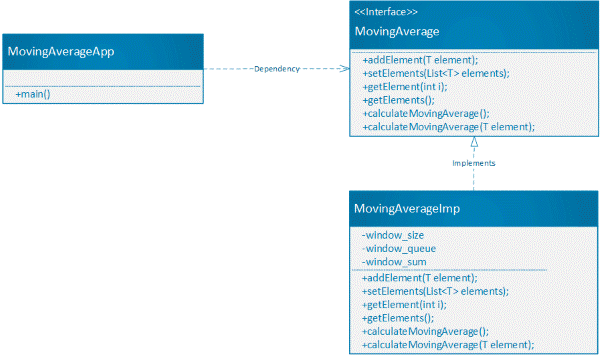 MovingAverageApp
+main()
Dependency
<<Interface>>
MovingAverage
+addElement(T element);
+setElements(List<T> elements);
+getElement(int i);
+getElements();
+calculateMovingAverage();
+calculateMovingAverage(T element);
Implements
MovingAverageImp
-window_size
-window_queue
-window_sum
+addElement(T element);
+setElements(List<T> elements);
+getElement(int i);
+getElements();
+calculateMovingAverage();
+calculateMovingAverage(T element);